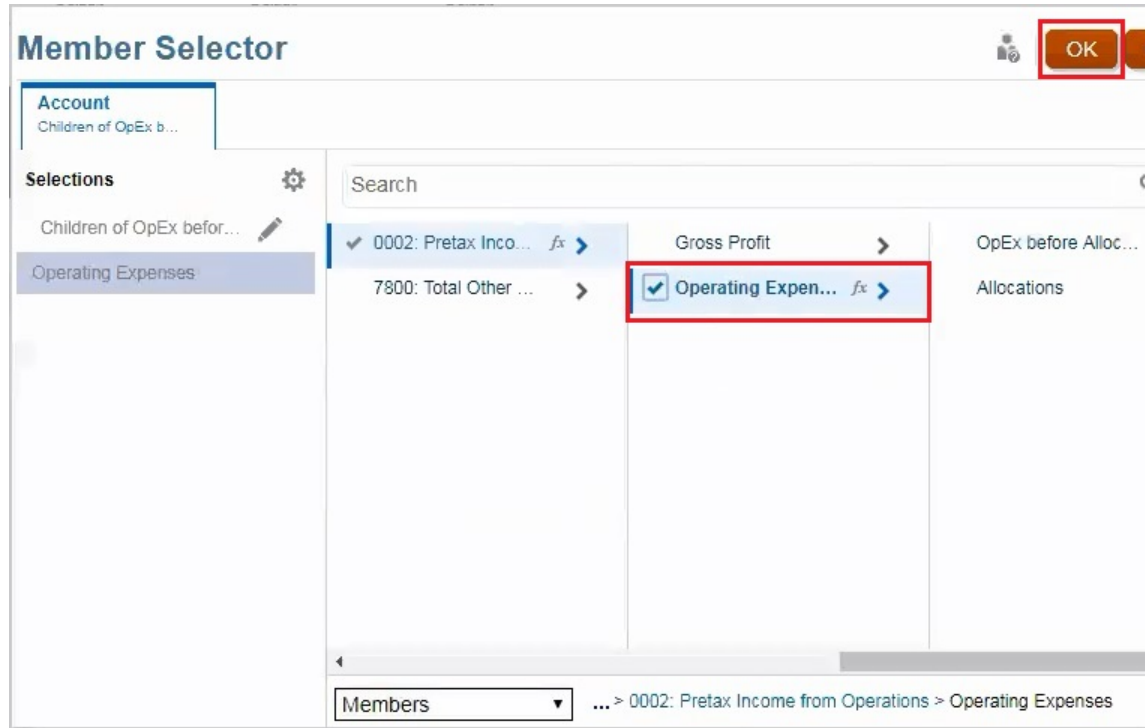 Member Selector
OK
Account
Children of OpEx b...
Selections
Search
Children of OpEx befor...
Operating Expenses
0002: Pretax Inco... fx
7800: Total Other ...
Gross Profit
Operating Expen... fx
OpEx before Alloc...
Allocations
Members
... > 0002: Pretax Income from Operations > Operating Expenses